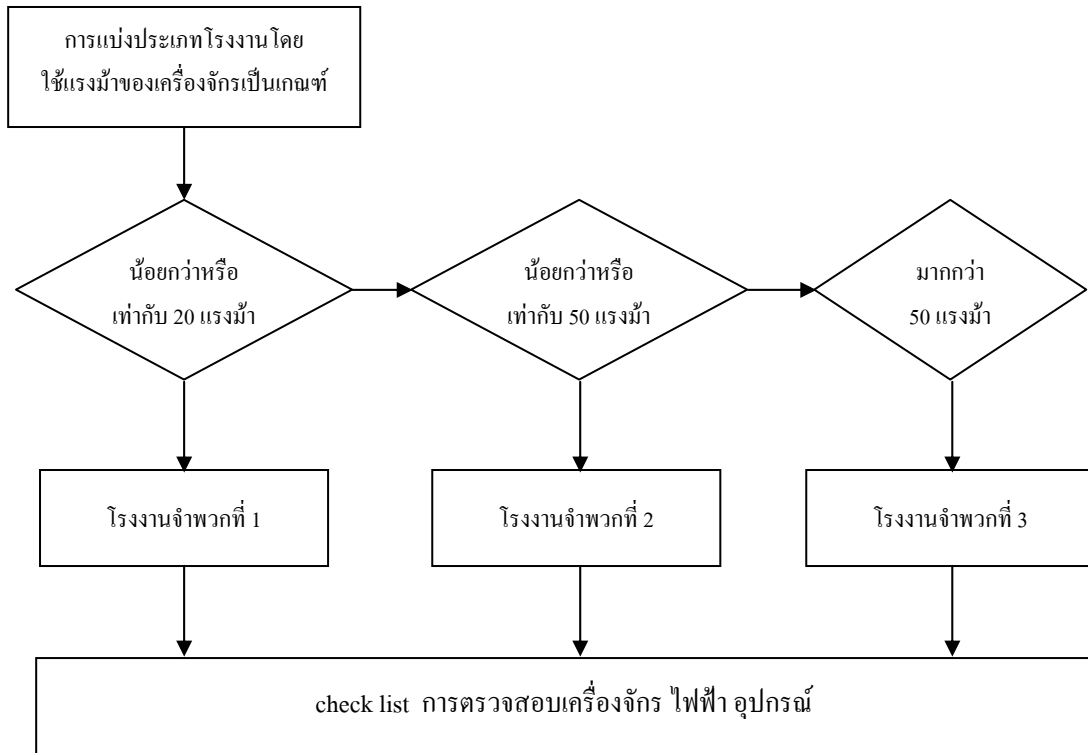 การแบ่งประเภทโรงงานโดย
ใช้แรงม้าของเครื่องจักรเป็นเกณฑ์
น้อยกว่าหรือ
เท่ากับ 20 แรงม้า
น้อยกว่าหรือ
เท่ากับ 50 แรงม้า
มากกว่า
50 แรงม้า
โรงงานจำพวกที่ 1
โรงงานจำพวกที่ 2
โรงงานจำพวกที่ 3
check list การตรวจสอบเครื่องจักร ไฟฟ้า อุปกรณ์